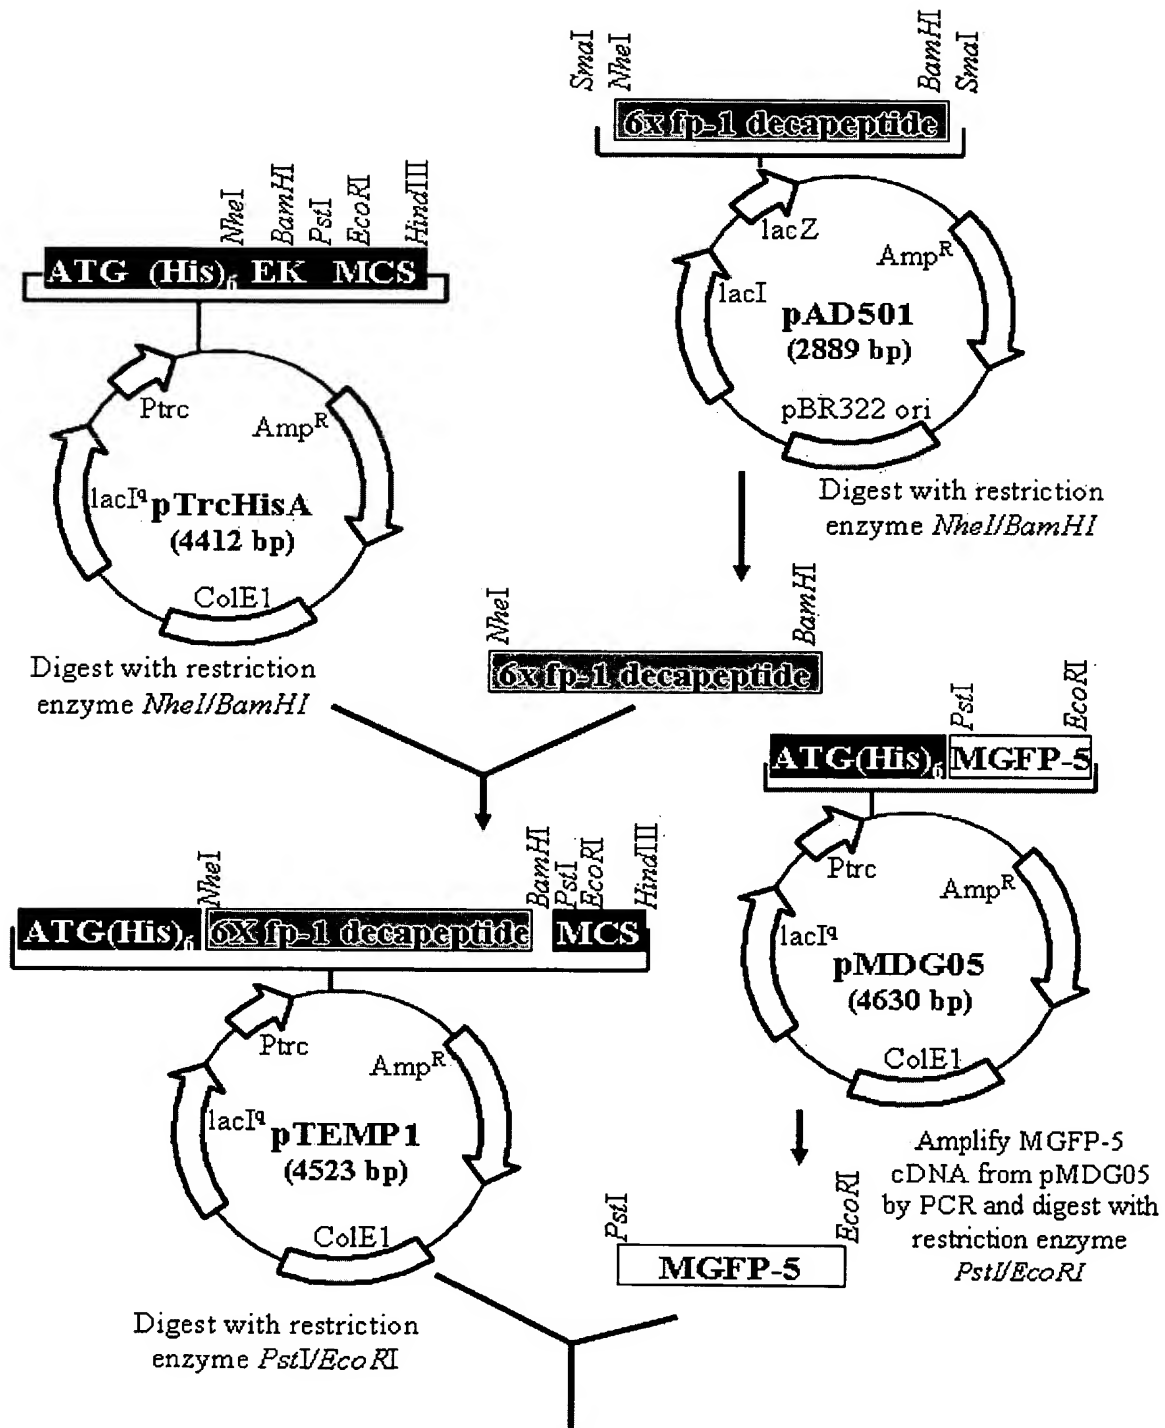 SmaI
NheI
BamHI
SmaI
6x fp-1 decapeptide
lacZ
AmpR
lacI
pAD501
(2889 bp)
pBR322 ori
Digest with restriction
enzyme NheI/BamHI
NheI
BamHI
PstI
EcoRI
HindIII
ATG (His)6 EK MCS
Ptrc
AmpR
lacIq
pTrcHisA
(4412 bp)
ColE1
Digest with restriction
enzyme NheI/BamHI
NheI
BamHI
6x fp-1 decapeptide
PstI
EcoRI
ATG(His)6 MGFP-5
Ptrc
AmpR
lacIq
pMDG05
(4630 bp)
ColE1
Amplify MGFP-5
cDNA from pMDG05
by PCR and digest with
restriction enzyme
PstI/EcoRI
NheI
BamHI
PstI
EcoRI
HindIII
ATG(His)6 6X fp-1 decapeptide MCS
Ptrc
AmpR
lacIq
pTEMP1
(4523 bp)
ColE1
Digest with restriction
enzyme PstI/EcoRI
PstI
EcoRI
MGFP-5